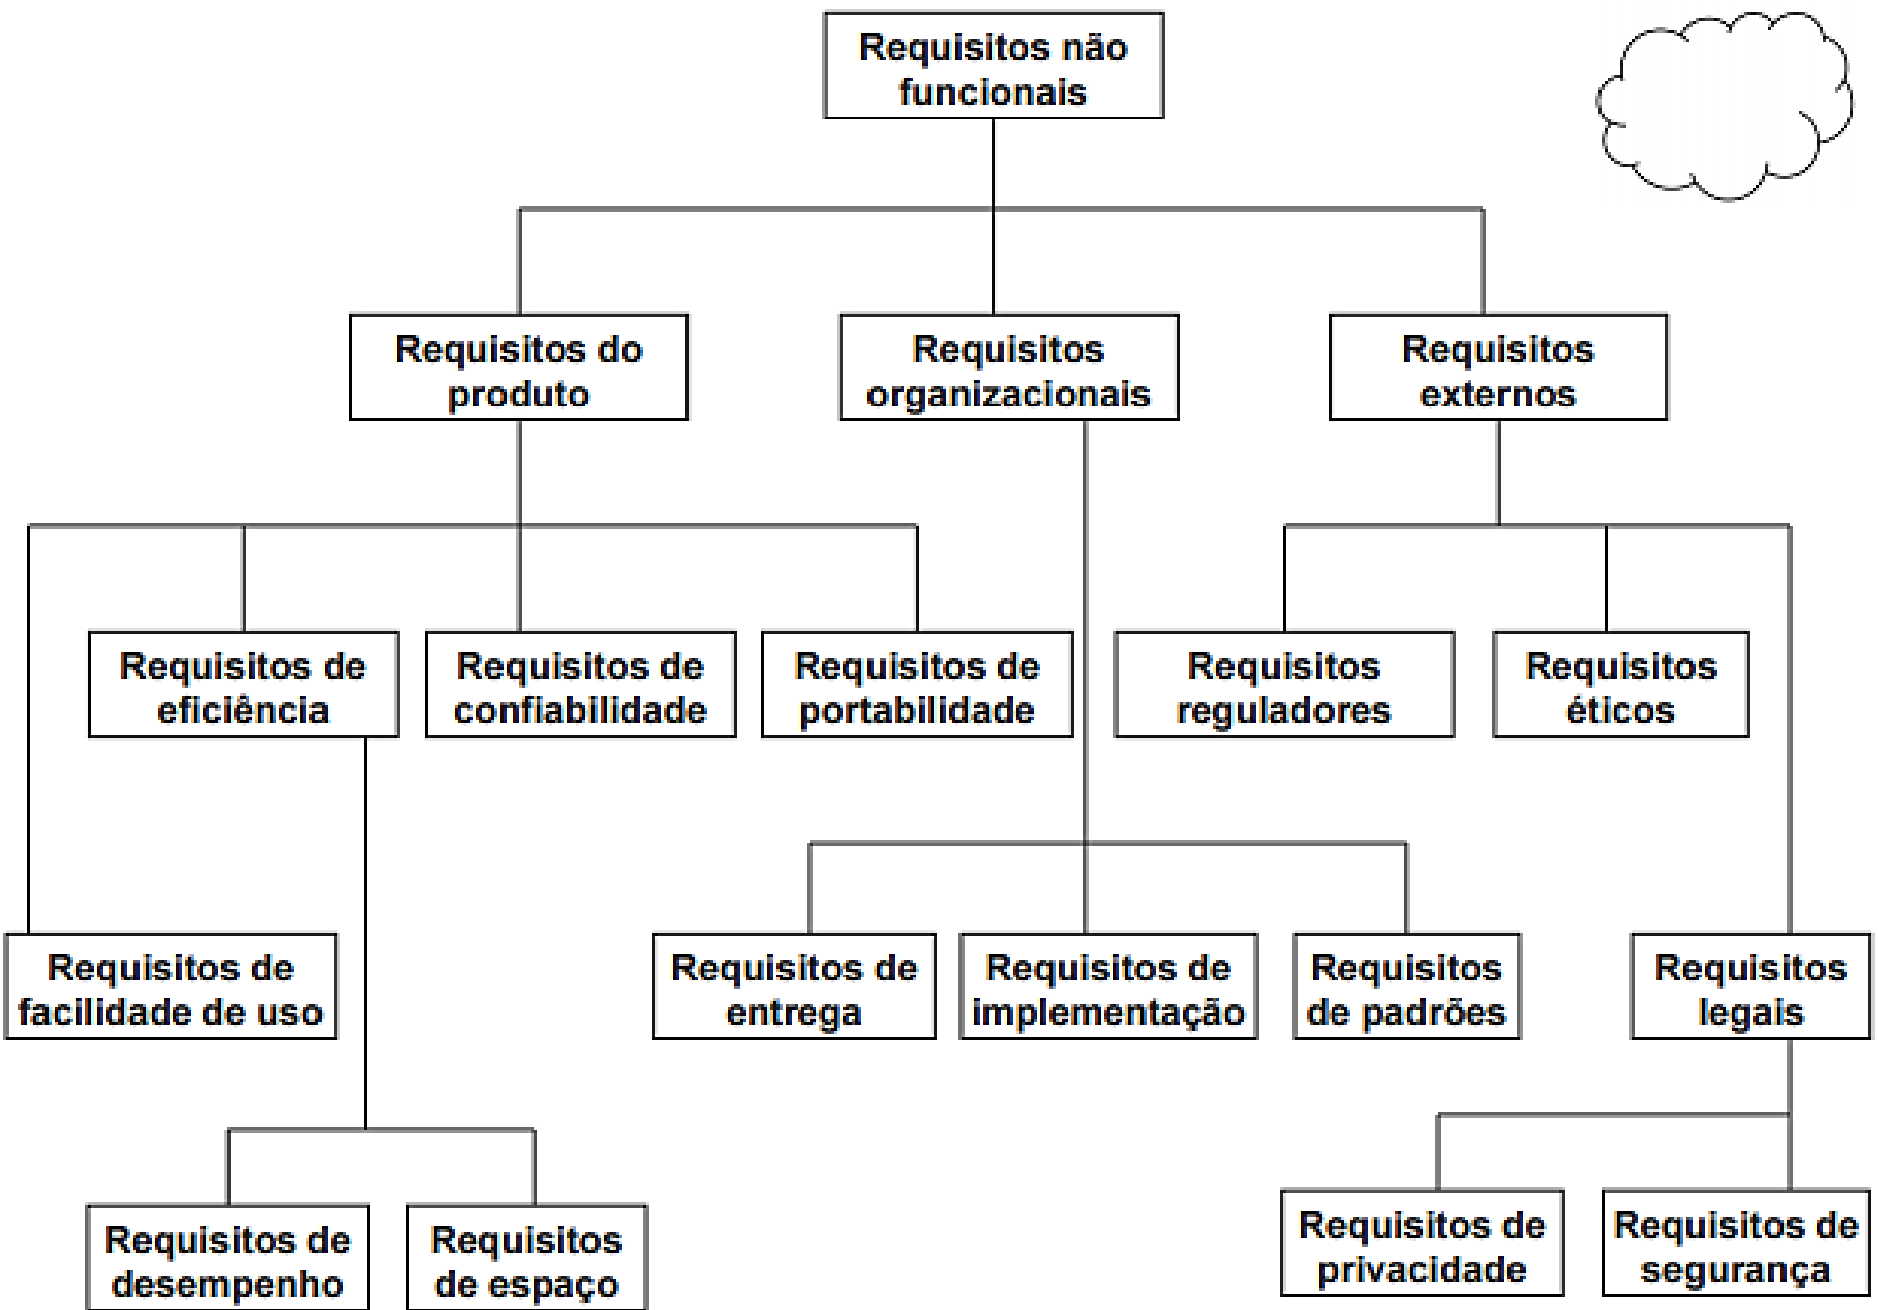 Requisitos não
funcionais
Requisitos do
produto
Requisitos
organizacionais
Requisitos
externos
Requisitos de
eficiência
Requisitos de
confiabilidade
Requisitos de
portabilidade
Requisitos
reguladores
Requisitos
éticos
Requisitos de
facilidade de uso
Requisitos de
entrega
Requisitos de
implementação
Requisitos
de padrões
Requisitos
legais
Requisitos de
desempenho
Requisitos
de espaço
Requisitos de
privacidade
Requisitos de
segurança